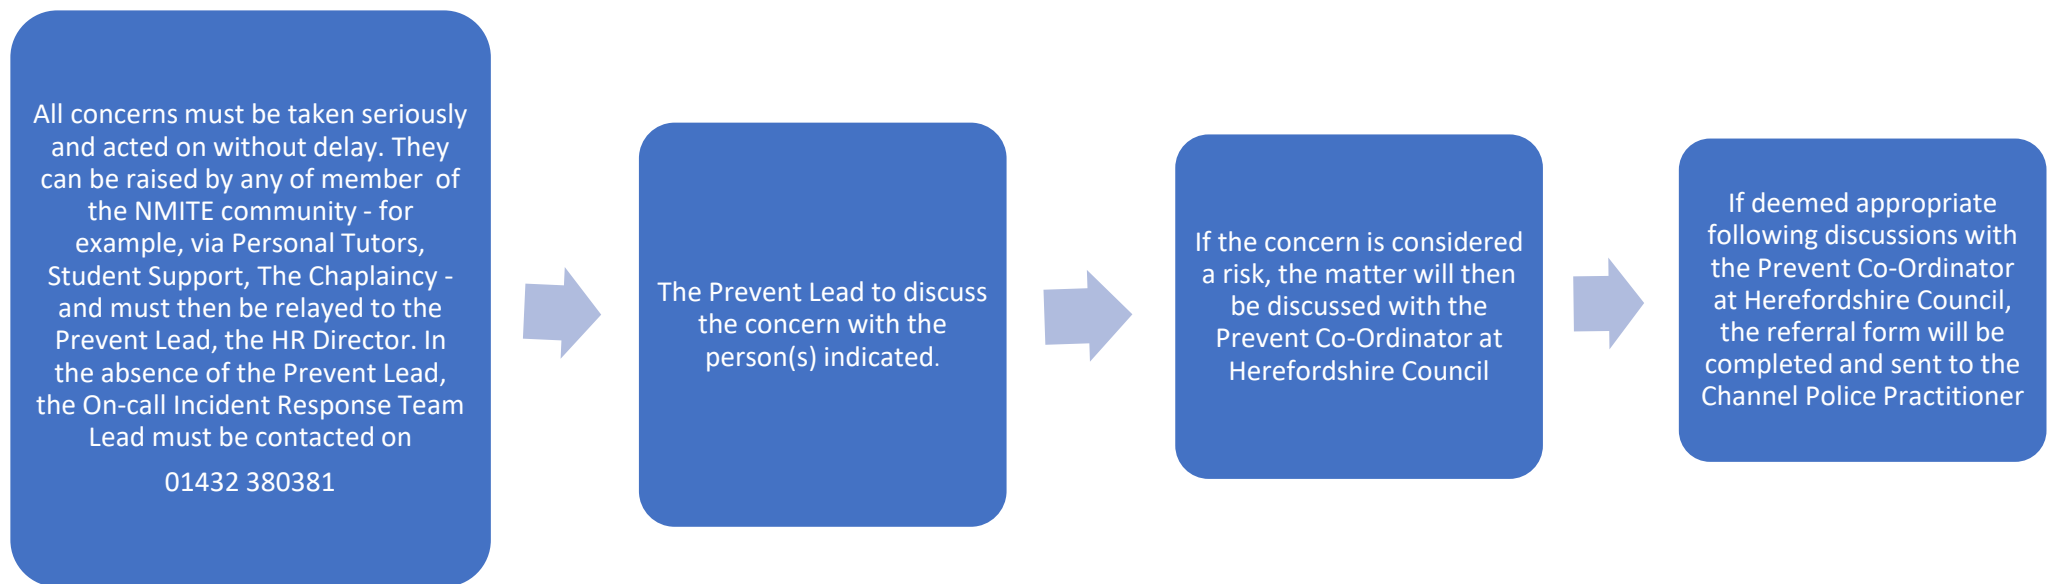 All concerns must be taken seriously
and acted on without delay. They
can be raised by any of member  of
the NMITE community - for
example, via Personal Tutors,
Student Support, The Chaplaincy -
and must then be relayed to the
Prevent Lead, the HR Director. In
the absence of the Prevent Lead,
the On-call Incident Response Team
Lead must be contacted on
01432 380381
The Prevent Lead to discuss
the concern with the
person(s) indicated.
If the concern is considered
a risk, the matter will then
be discussed with the
Prevent Co-Ordinator at
Herefordshire Council
If deemed appropriate
following discussions with
the Prevent Co-Ordinator
at Herefordshire Council,
the referral form will be
completed and sent to the
Channel Police Practitioner